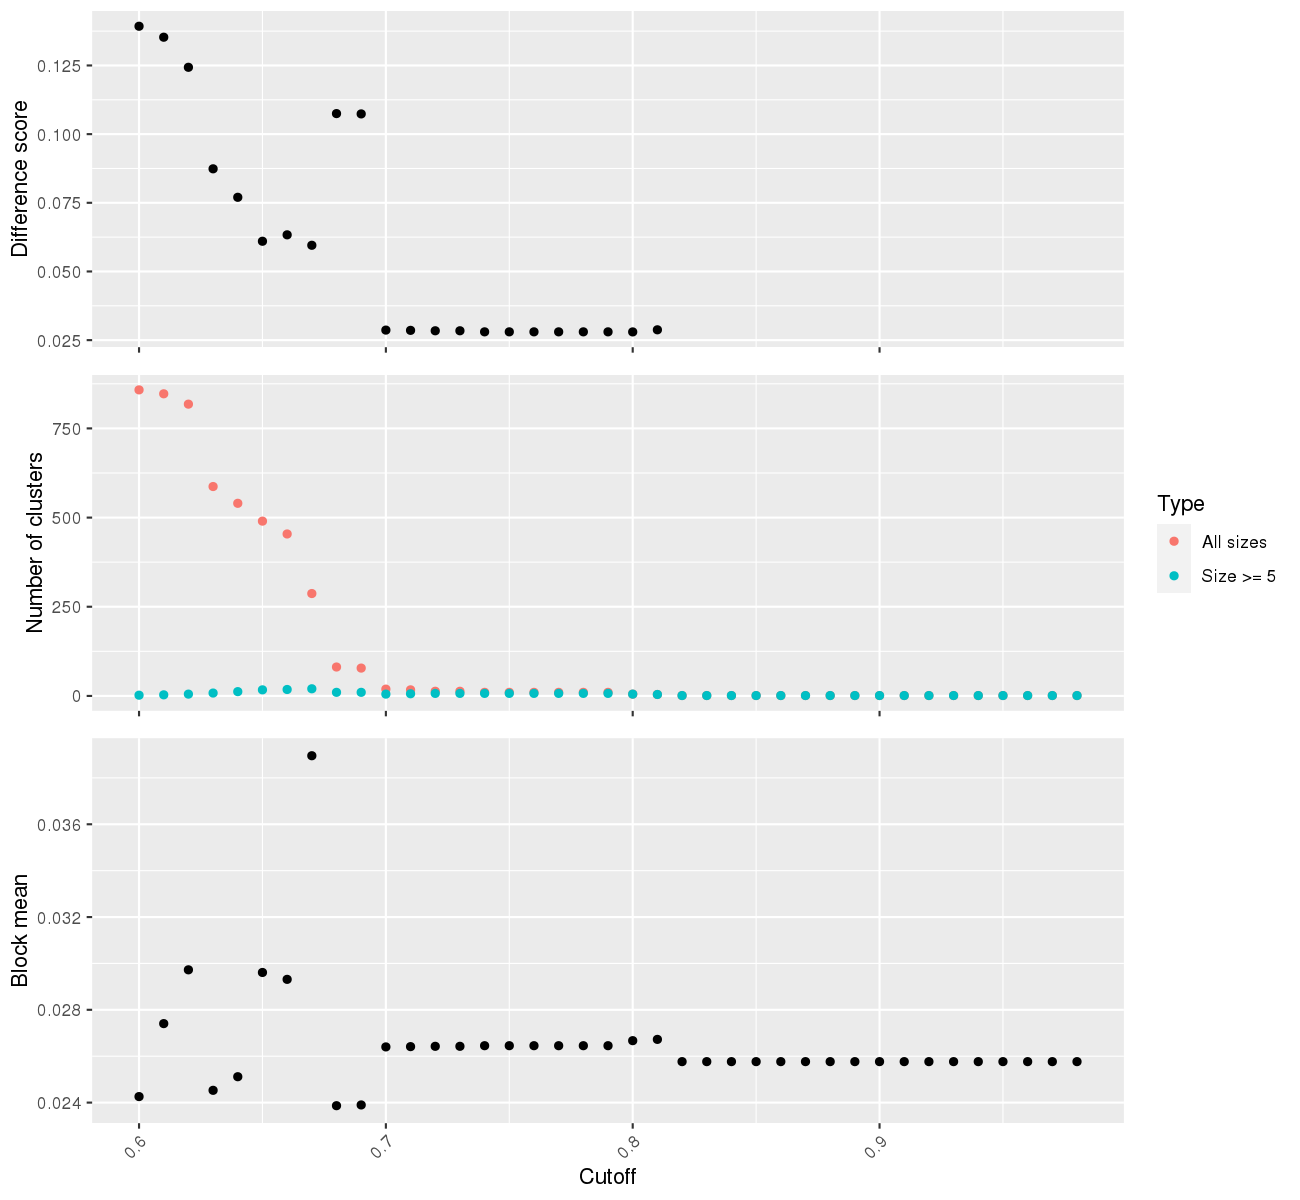 Difference score
0.125
0.100
0.075
0.050
0.025
Number of clusters
750
500
250
0
Type
All sizes
Size >= 5
Block mean
0.036
0.032
0.028
0.024
0.6
0.7
0.8
0.9
Cutoff